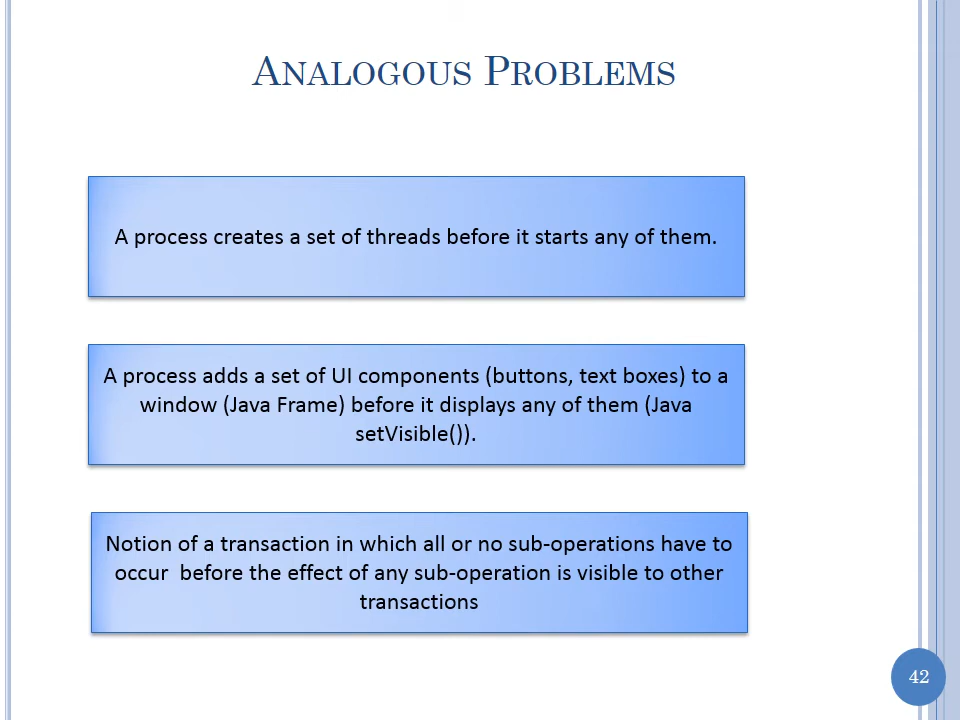 Analogous Problems
A process creates a set of threads before it starts any of them.
A process adds a set of UI components (buttons, text boxes) to a
window (Java Frame) before it displays any of them (Java
setVisible()).
Notion of a transaction in which all or no sub-operations have to
occur  before the effect of any sub-operation is visible to other
transactions
42